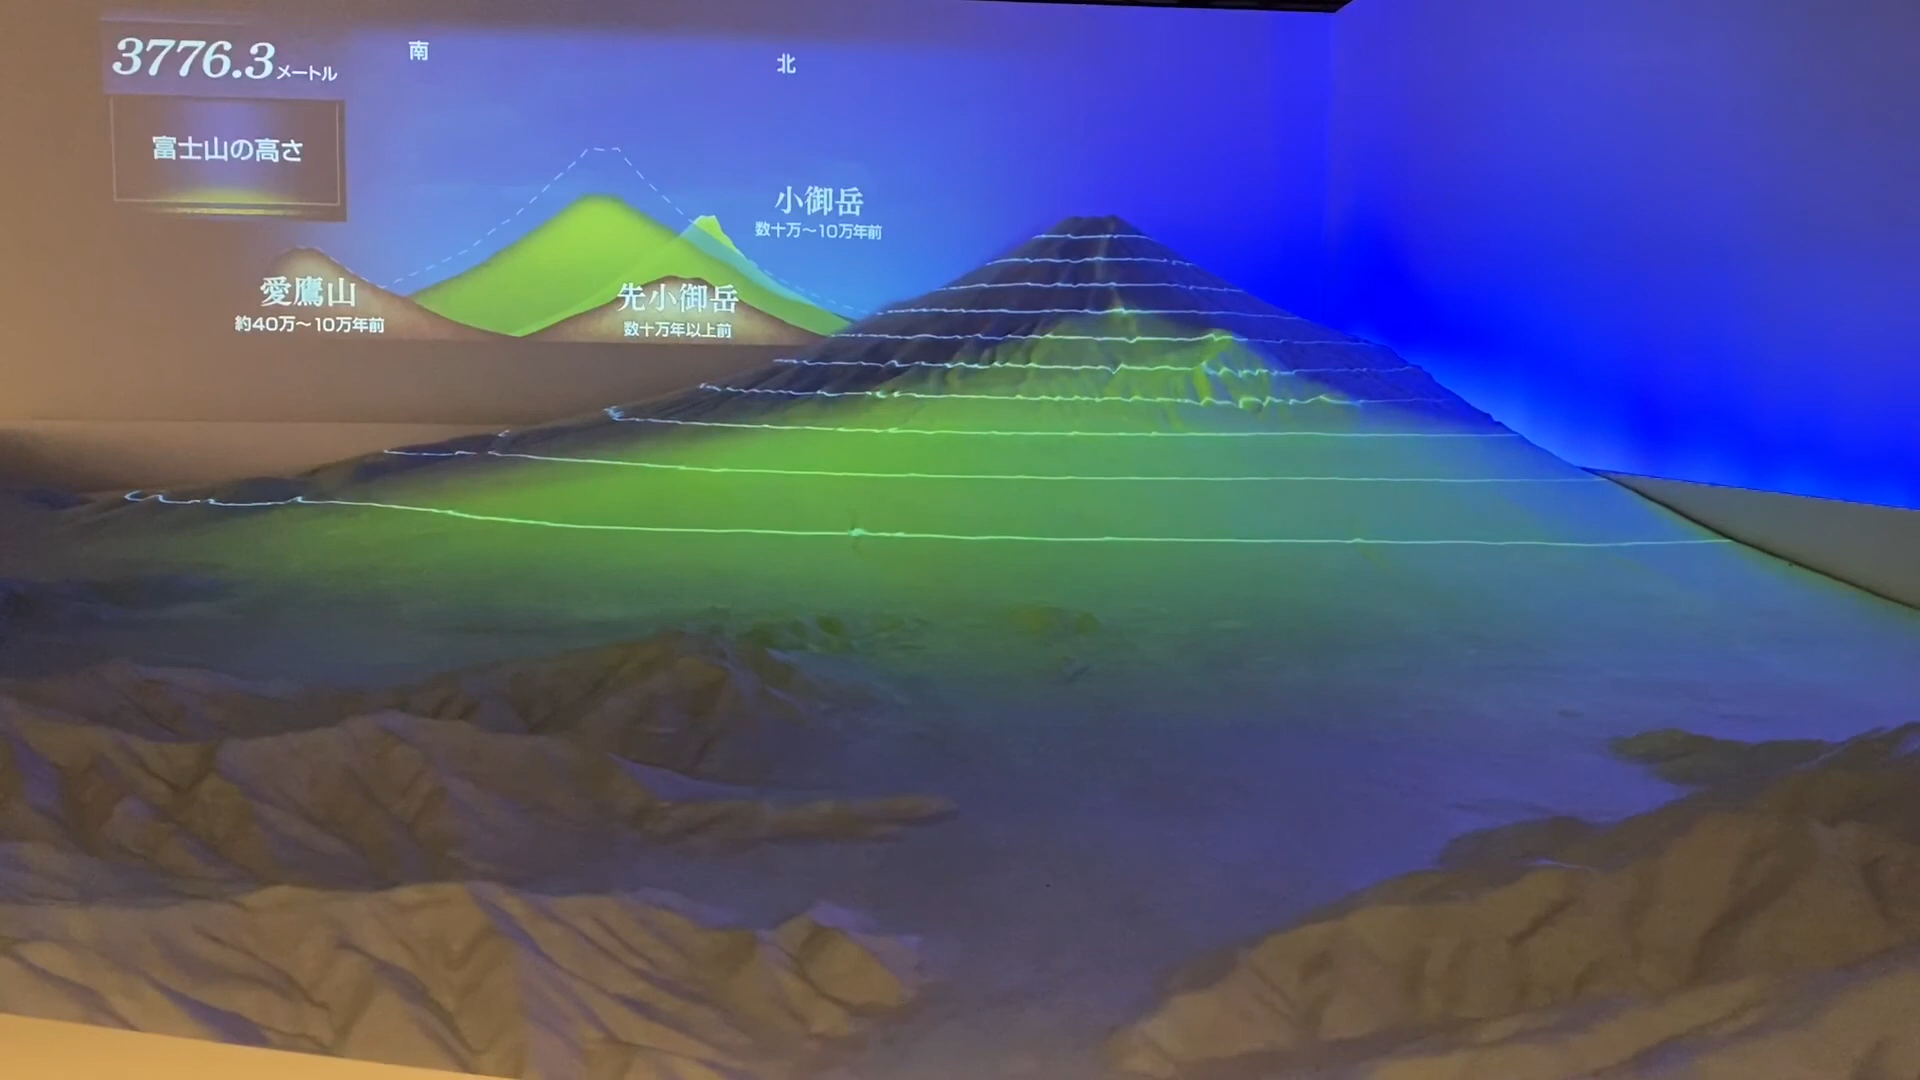 3776.3メートル
富士山の高さ
南
北
小御岳
数十万〜10万年前
愛鷹山
約40万〜10万年前
先小御岳
数十万年以上前